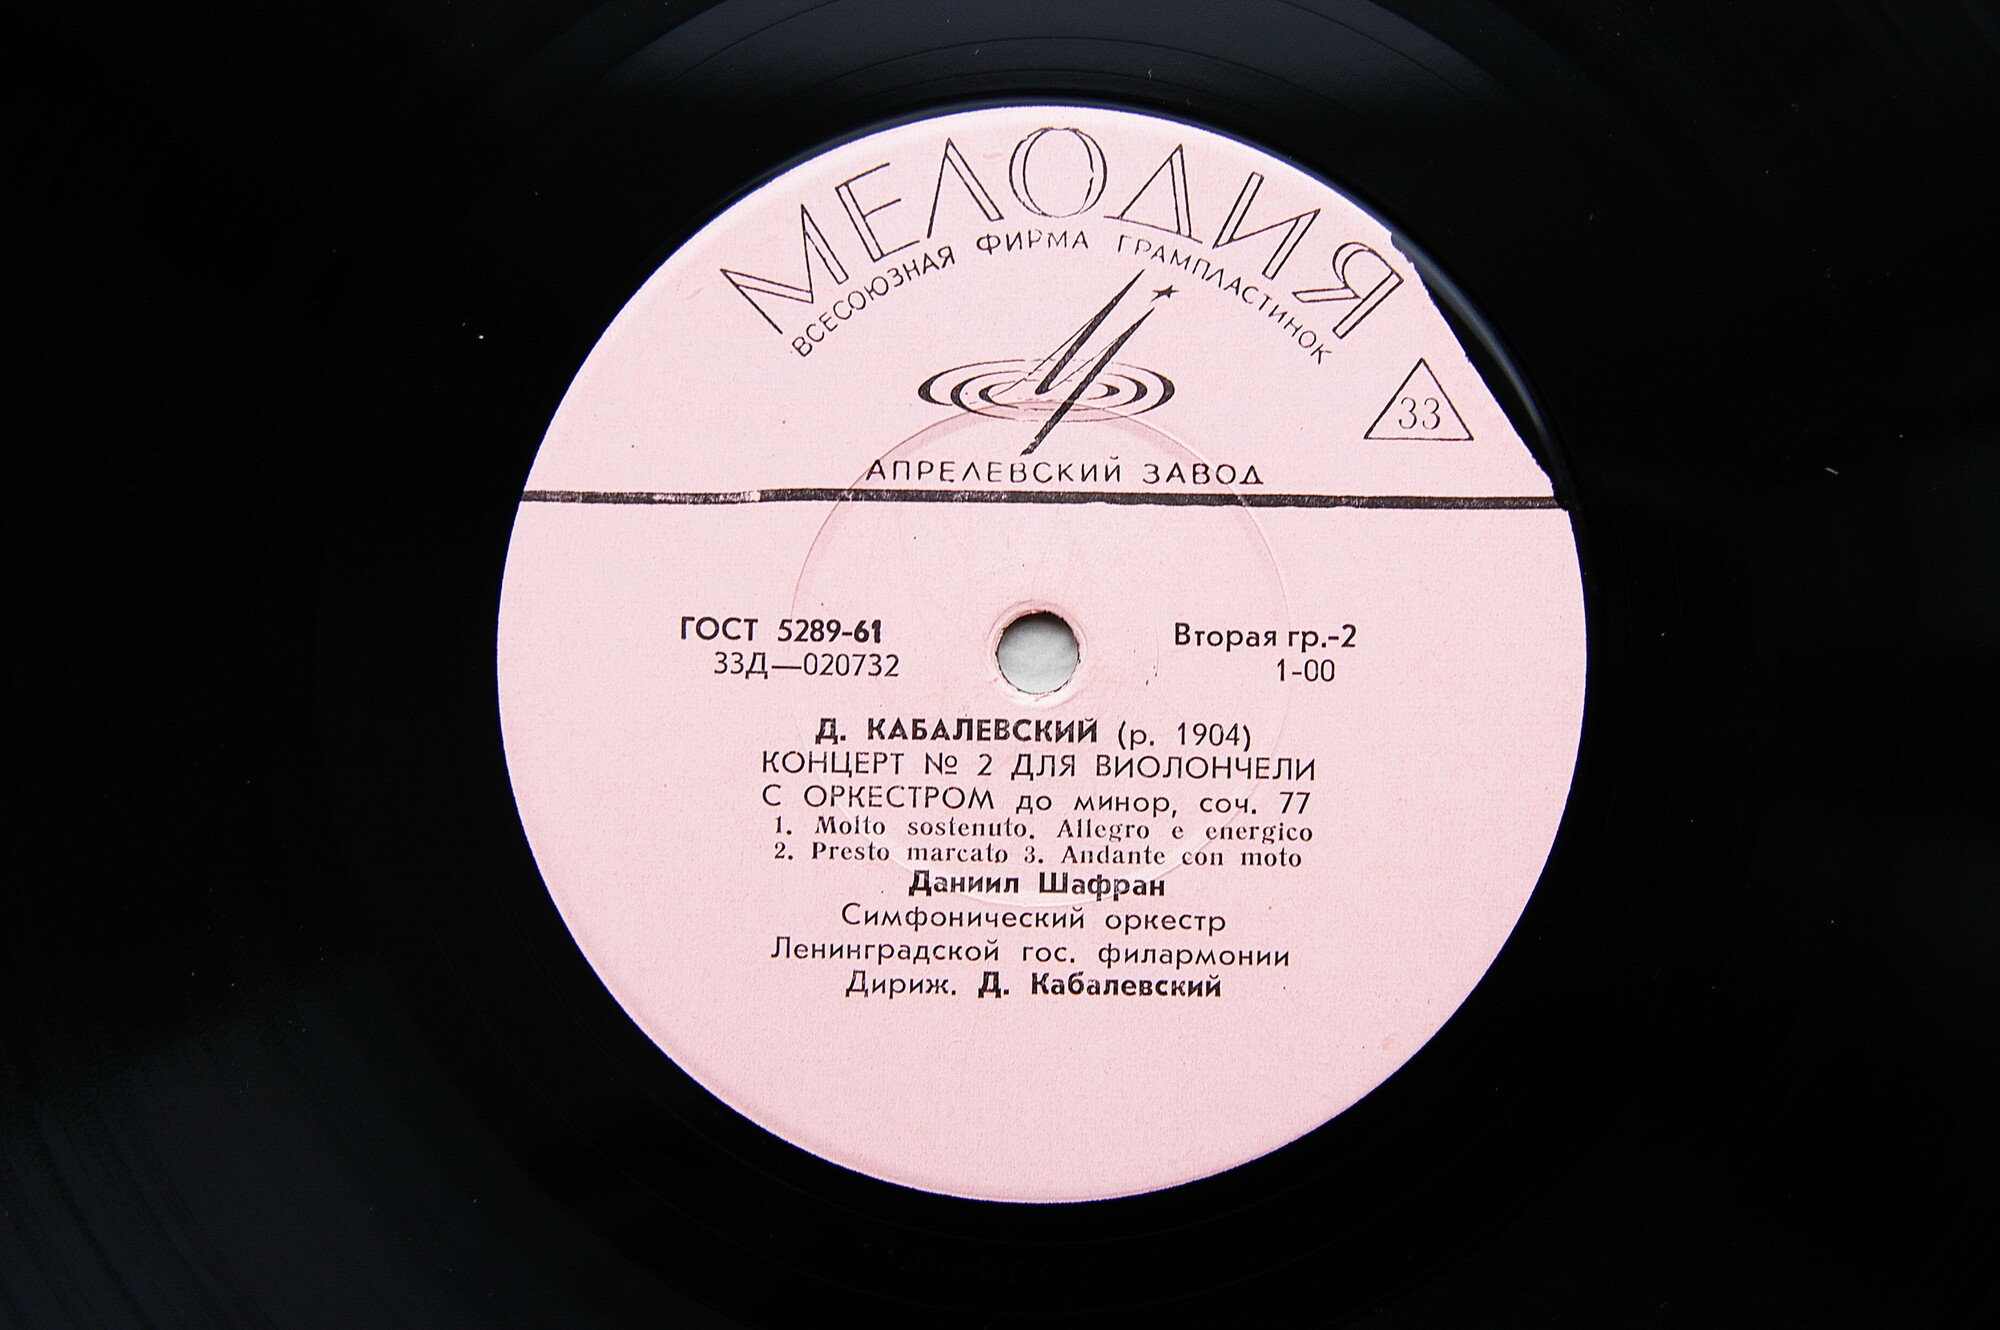 МЕЛОДИЯ
ВСЕСОЮЗНАЯ ФИРМА ГРАМПЛАСТИНОК
33
АПРЕЛЕВСКИЙ ЗАВОД
ГОСТ 5289-61
Вторая гр.-2
33Д—020732
1-00
Д. КАБАЛЕВСКИЙ (р. 1904)
КОНЦЕРТ № 2 ДЛЯ ВИОЛОНЧЕЛИ
С ОРКЕСТРОМ до минор, соч. 77
1. Molto sostenuto. Allegro e energico
2. Presto marcato 3. Andante con moto
Даниил Шафран
Симфонический оркестр
Ленинградской гос. филармонии
Дириж. Д. Кабалевский